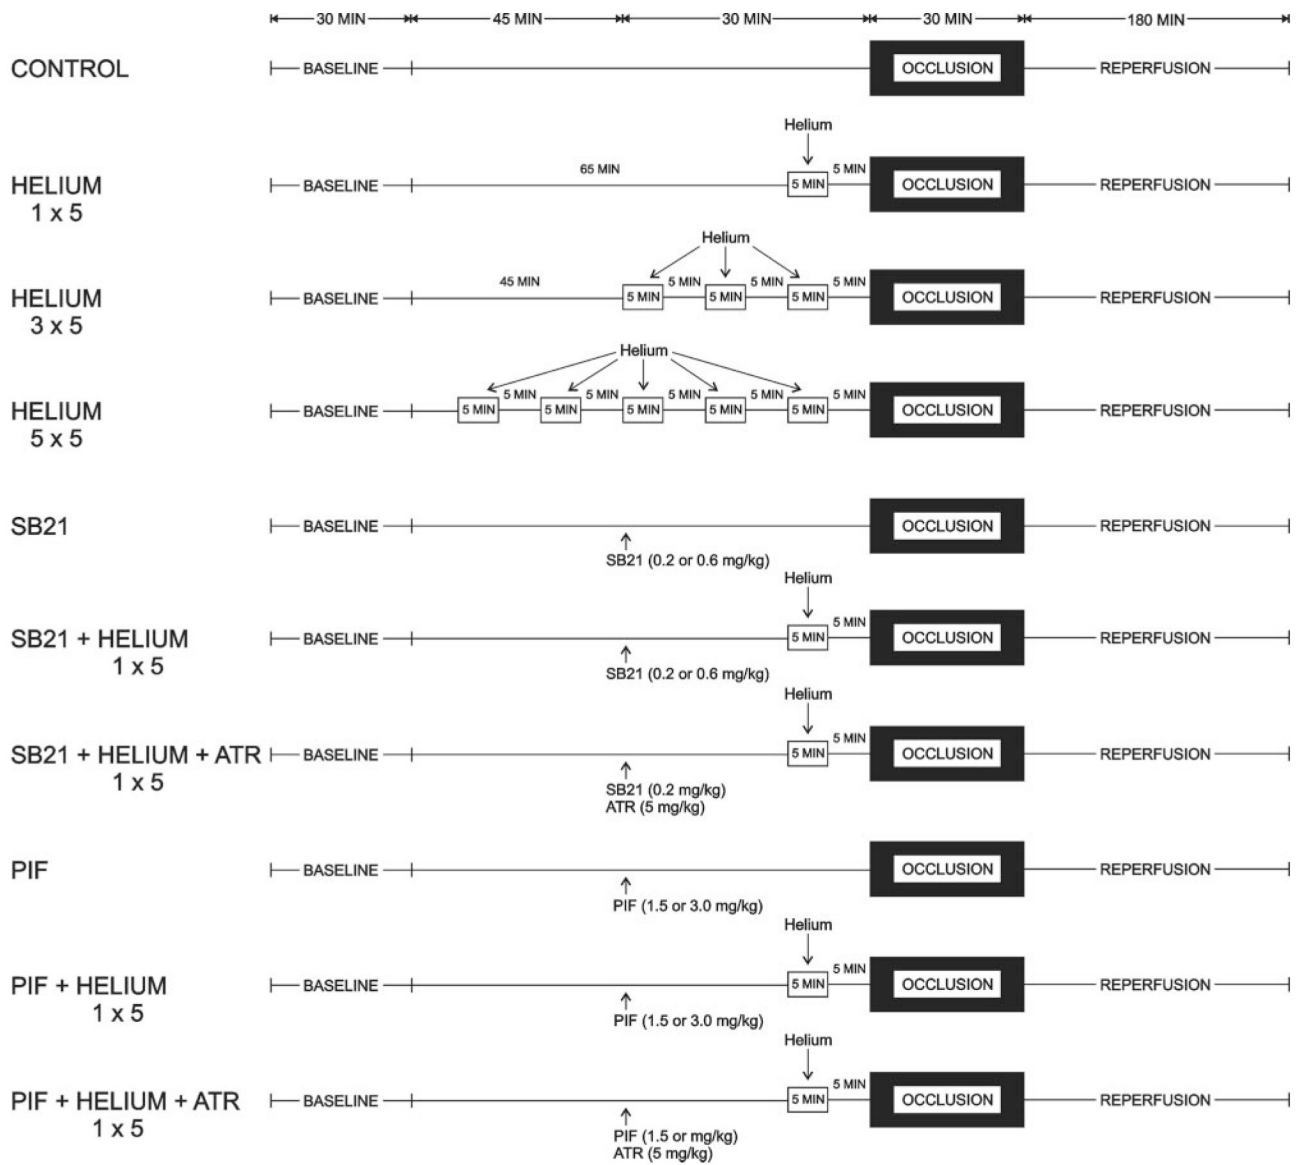 30 MIN 45 MIN 30 MIN 30 MIN 180 MIN
CONTROL BASELINE OCCLUSION REPERFUSION
Helium
65 MIN 5 MIN
HELIUM BASELINE 5 MIN OCCLUSION REPERFUSION
1 x 5
Helium
45 MIN 5 MIN 5 MIN 5 MIN
HELIUM BASELINE 5 MIN 5 MIN 5 MIN OCCLUSION REPERFUSION
3 x 5
Helium
5 MIN 5 MIN 5 MIN 5 MIN 5 MIN
HELIUM BASELINE 5 MIN 5 MIN 5 MIN 5 MIN 5 MIN OCCLUSION REPERFUSION
5 x 5
SB21 BASELINE OCCLUSION REPERFUSION
SB21 (0.2 or 0.6 mg/kg)
Helium
5 MIN
SB21 + HELIUM BASELINE 5 MIN OCCLUSION REPERFUSION
1 x 5
SB21 (0.2 or 0.6 mg/kg)
Helium
5 MIN
SB21 + HELIUM + ATR BASELINE 5 MIN OCCLUSION REPERFUSION
1 x 5
SB21 (0.2 mg/kg)
ATR (5 mg/kg)
PIF BASELINE OCCLUSION REPERFUSION
PIF (1.5 or 3.0 mg/kg)
Helium
5 MIN
PIF + HELIUM BASELINE 5 MIN OCCLUSION REPERFUSION
1 x 5
PIF (1.5 or 3.0 mg/kg)
Helium
5 MIN
PIF + HELIUM + ATR BASELINE 5 MIN OCCLUSION REPERFUSION
1 x 5
PIF (1.5 or mg/kg)
ATR (5 mg/kg)